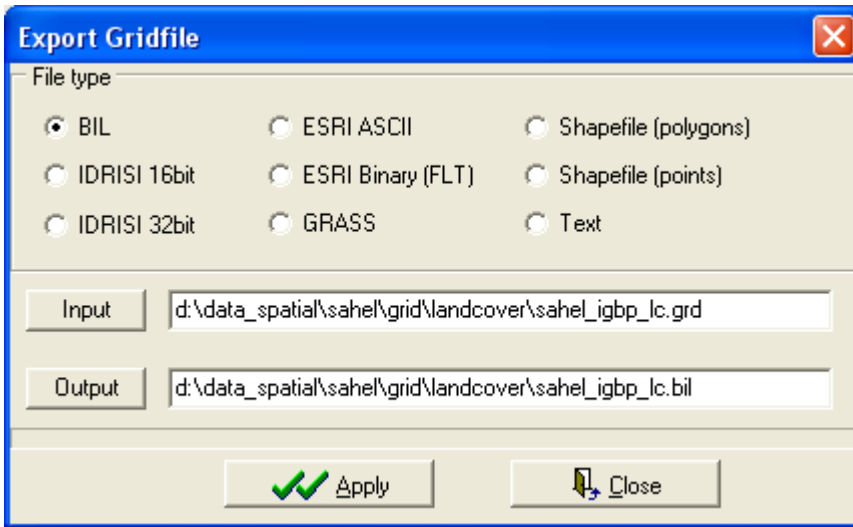 Export Gridfile
File type
BIL ESRI ASCII Shapefile (polygons)
IDRISI 16bit ESRI Binary (FLT) Shapefile (points)
IDRISI 32bit GRASS Text
Input d:\data_spatial\sahel\grid\landcover\sahel_igbp_lc.grd
Output d:\data_spatial\sahel\grid\landcover\sahel_igbp_lc.bil
Apply Close